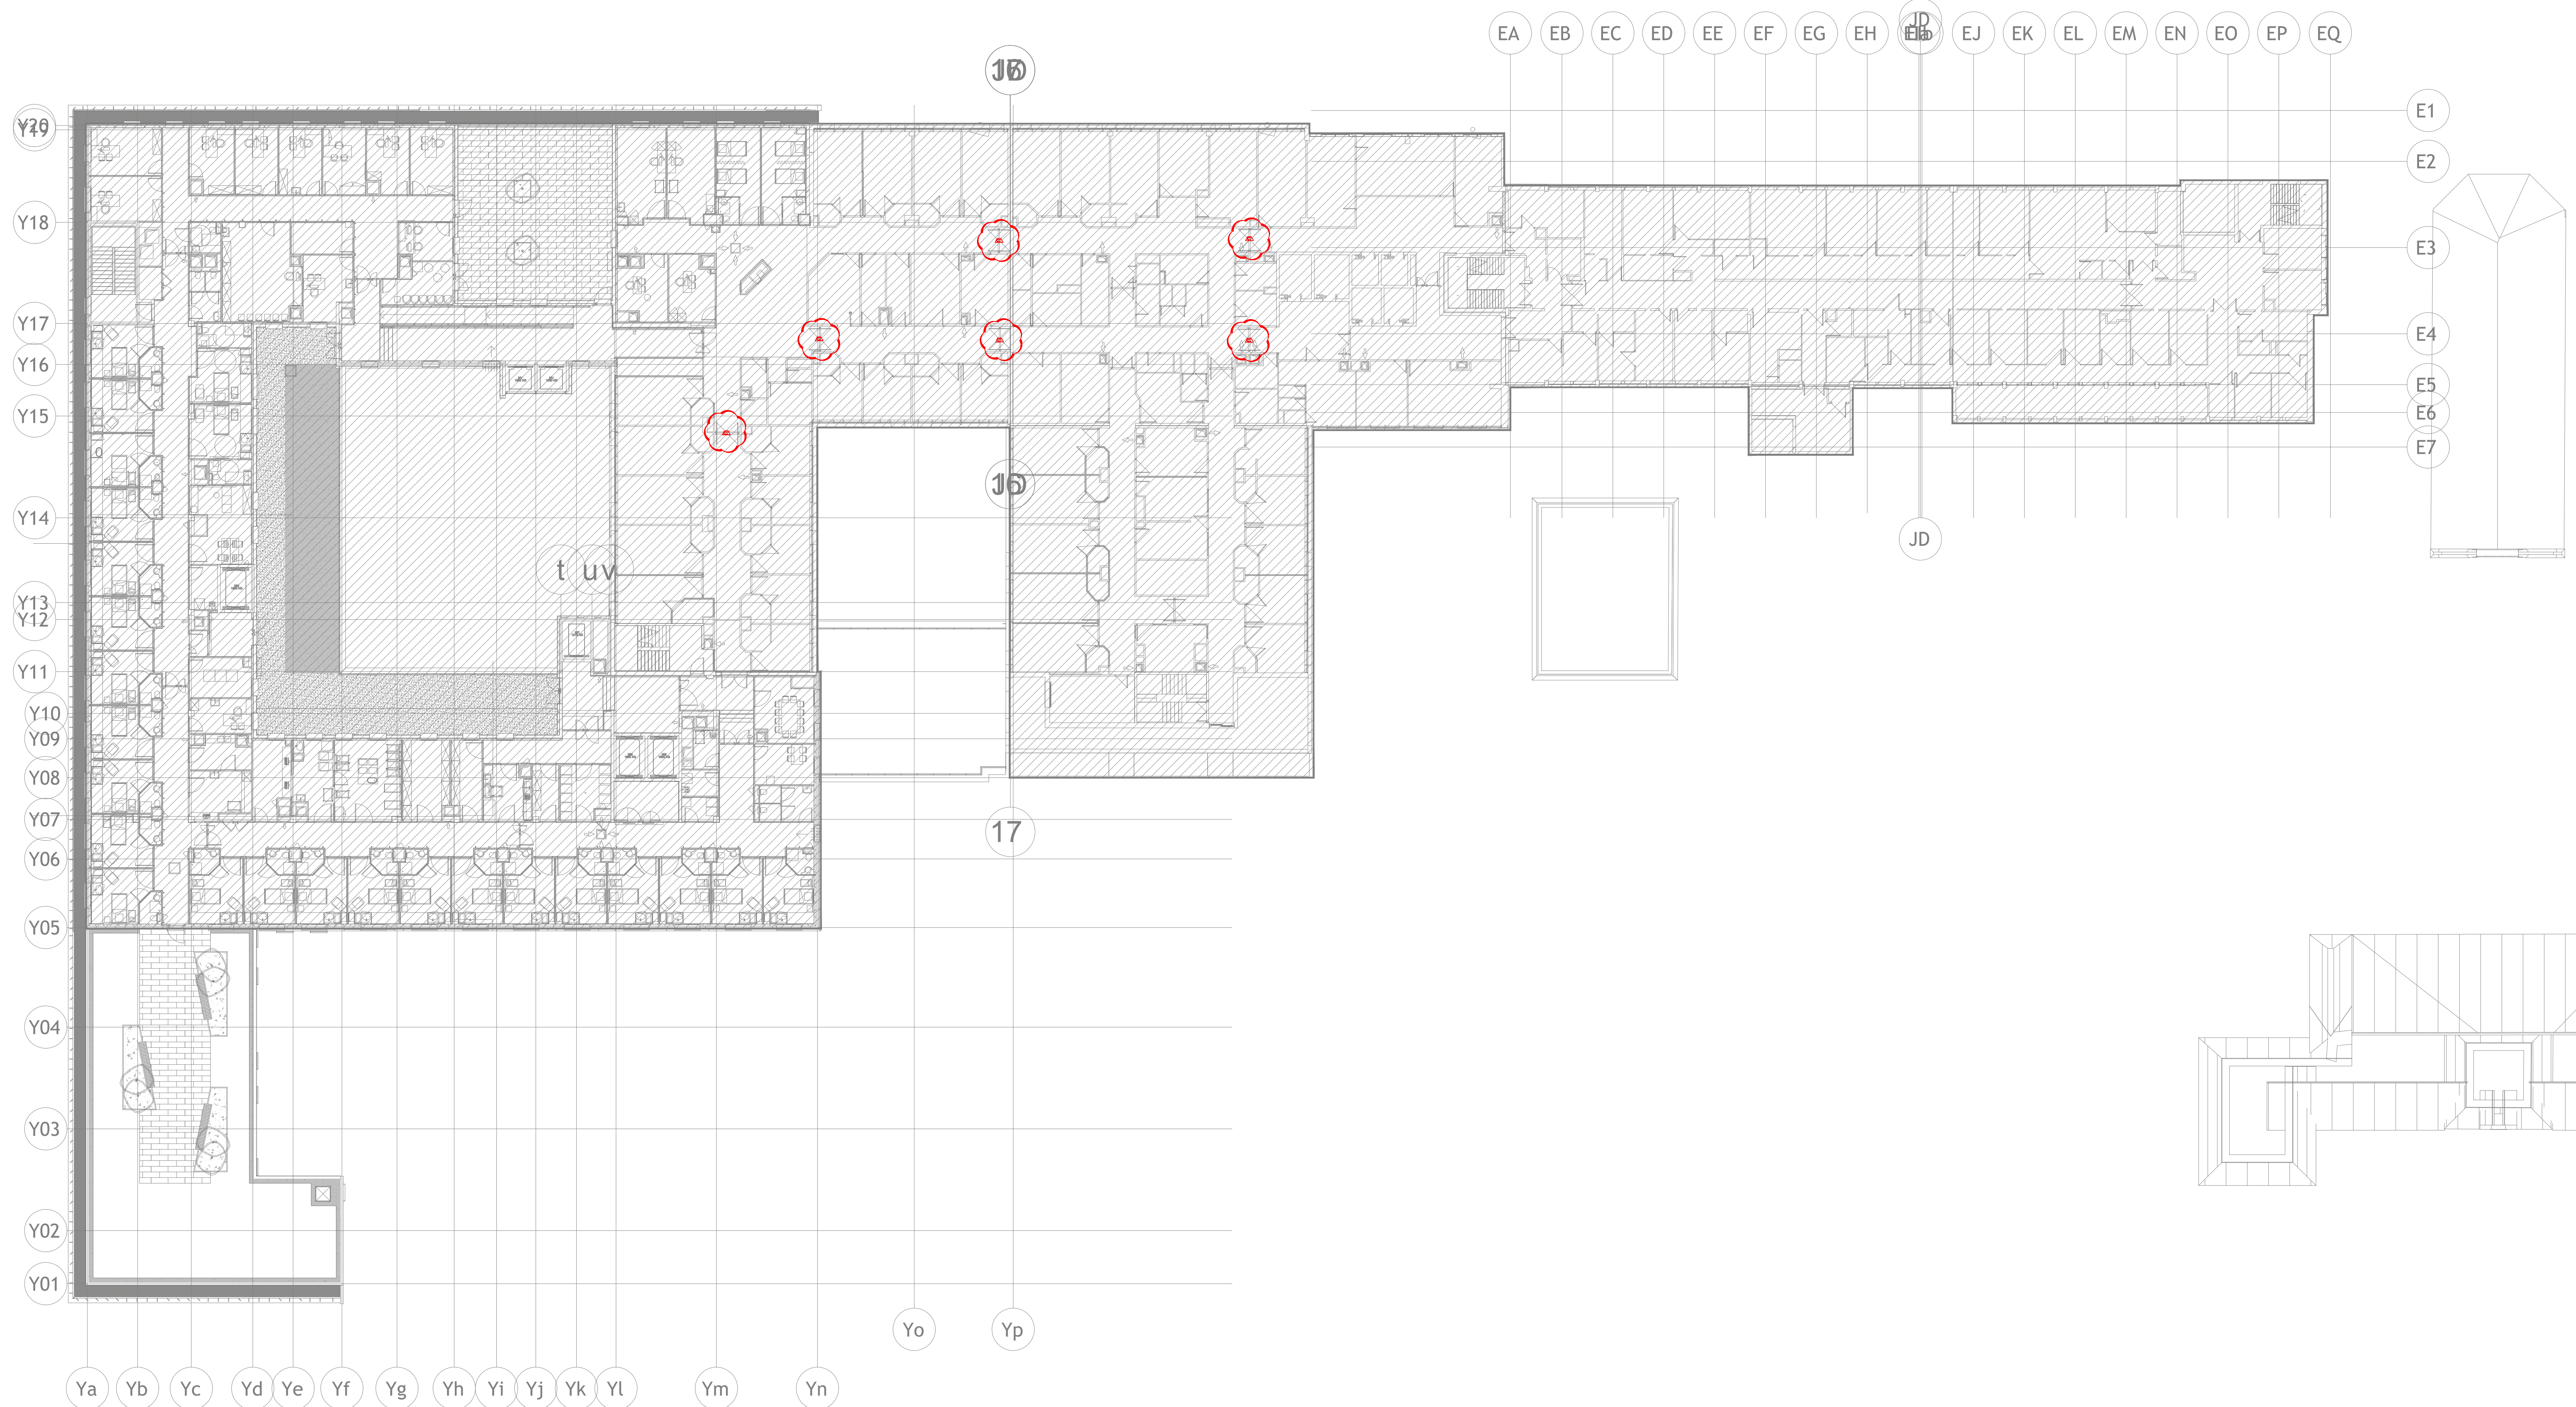 EA EB EC ED EE EF EG EH JD EJ EK EL EM EN EO EP EQ
E1
Y20
Y19
E2
Y18
E3
Y17
E4
Y16
E5
Y15
E6
E7
Y14
JD
t u v
Y13
Y12
Y11
Y10
Y09
Y08
Y07
17
Y06
Y05
Y04
Y03
Y02
Y01
Yo Yp
Ya Yb Yc Yd Ye Yf Yg Yh Yi Yj Yk Yl Ym Yn